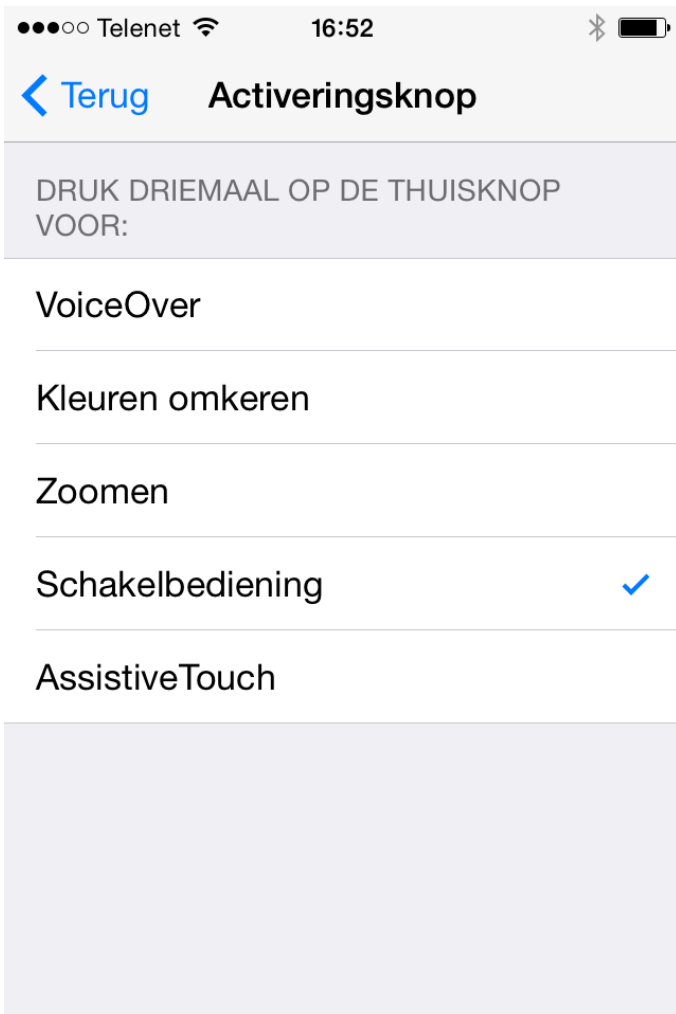 Telenet 16:52
Terug Activeringsknop
DRUK DRIEMAAL OP DE THUISKNOP
VOOR:
VoiceOver
Kleuren omkeren
Zoomen
Schakelbediening
AssistiveTouch